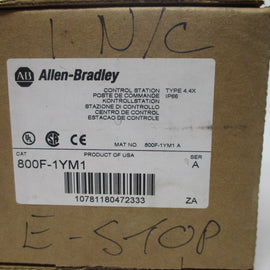 1 N/C
AB Allen-Bradley
CONTROL STATION TYPE 4.4X
POSTE DE COMMANDE IP66
KONTROLLSTATION
STAZIONE DI CONTROLLO
CENTRO DE CONTROL
ESTACAO DE CONTROLE
MAT NO 800F-1YM1 A
CAT PRODUCT OF USA SER
800F-1YM1 A
10781180472333 ZA
E-STOP